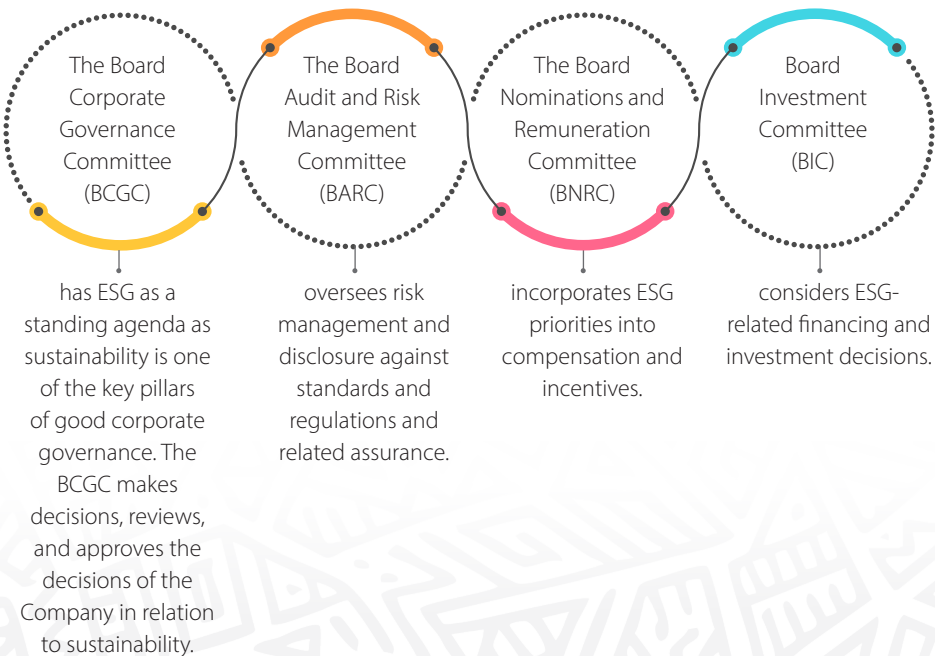 The Board
Corporate
Governance
Committee
(BCGC)
has ESG as a
standing agenda as
sustainability is one
of the key pillars
of good corporate
governance. The
BCGC makes
decisions, reviews,
and approves the
decisions of the
Company in relation
to sustainability.
The Board
Audit and Risk
Management
Committee
(BARC)
oversees risk
management and
disclosure against
standards and
regulations and
related assurance.
The Board
Nominations and
Remuneration
Committee
(BNRC)
incorporates ESG
priorities into
compensation and
incentives.
Board
Investment
Committee
(BIC)
considers ESG-
related financing and
investment decisions.